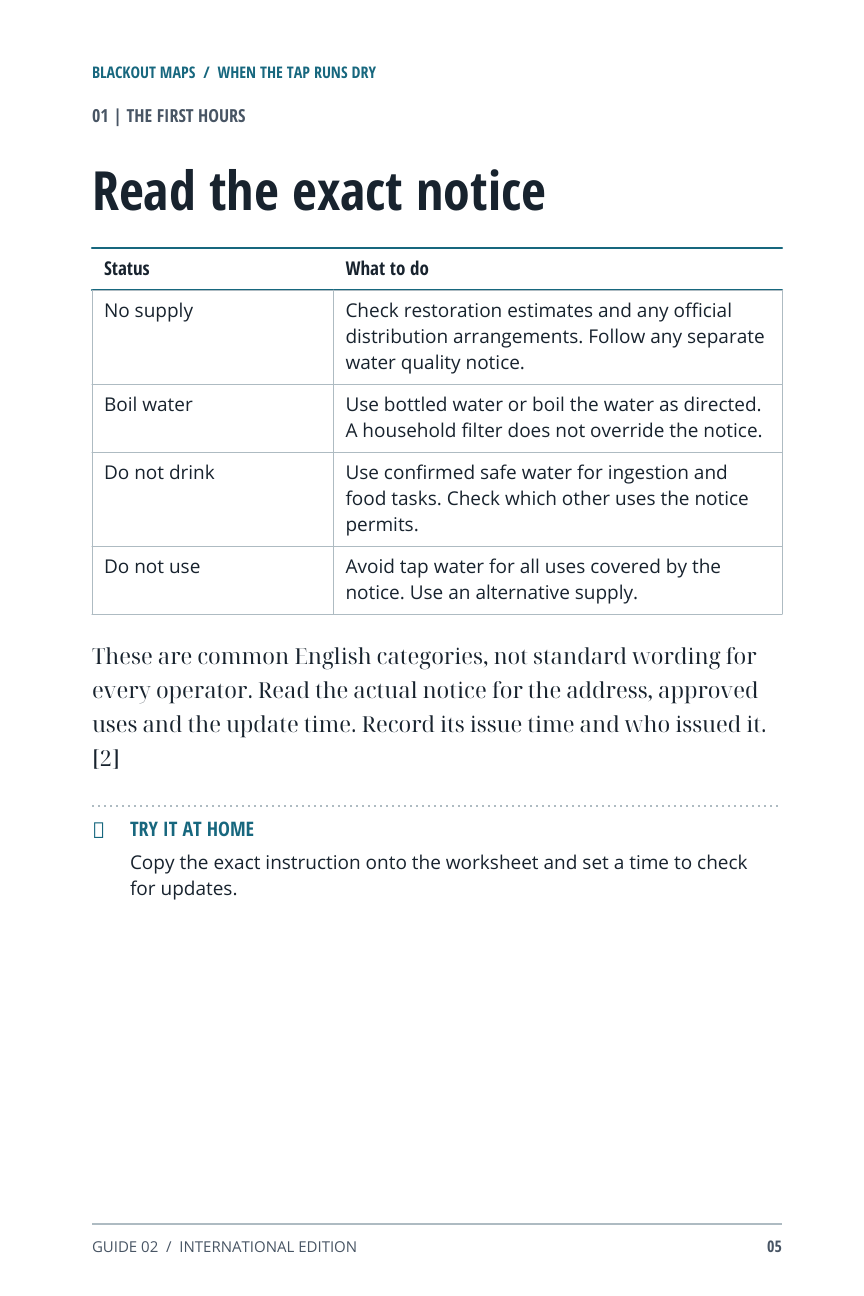 BLACKOUT MAPS / WHEN THE TAP RUNS DRY
01 | THE FIRST HOURS
Read the exact notice
Status What to do
No supply Check restoration estimates and any official
distribution arrangements. Follow any separate
water quality notice.
Boil water Use bottled water or boil the water as directed.
A household filter does not override the notice.
Do not drink Use confirmed safe water for ingestion and
food tasks. Check which other uses the notice
permits.
Do not use Avoid tap water for all uses covered by the
notice. Use an alternative supply.
These are common English categories, not standard wording for
every operator. Read the actual notice for the address, approved
uses and the update time. Record its issue time and who issued it.
[2]
TRY IT AT HOME
Copy the exact instruction onto the worksheet and set a time to check
for updates.
GUIDE 02 / INTERNATIONAL EDITION 05